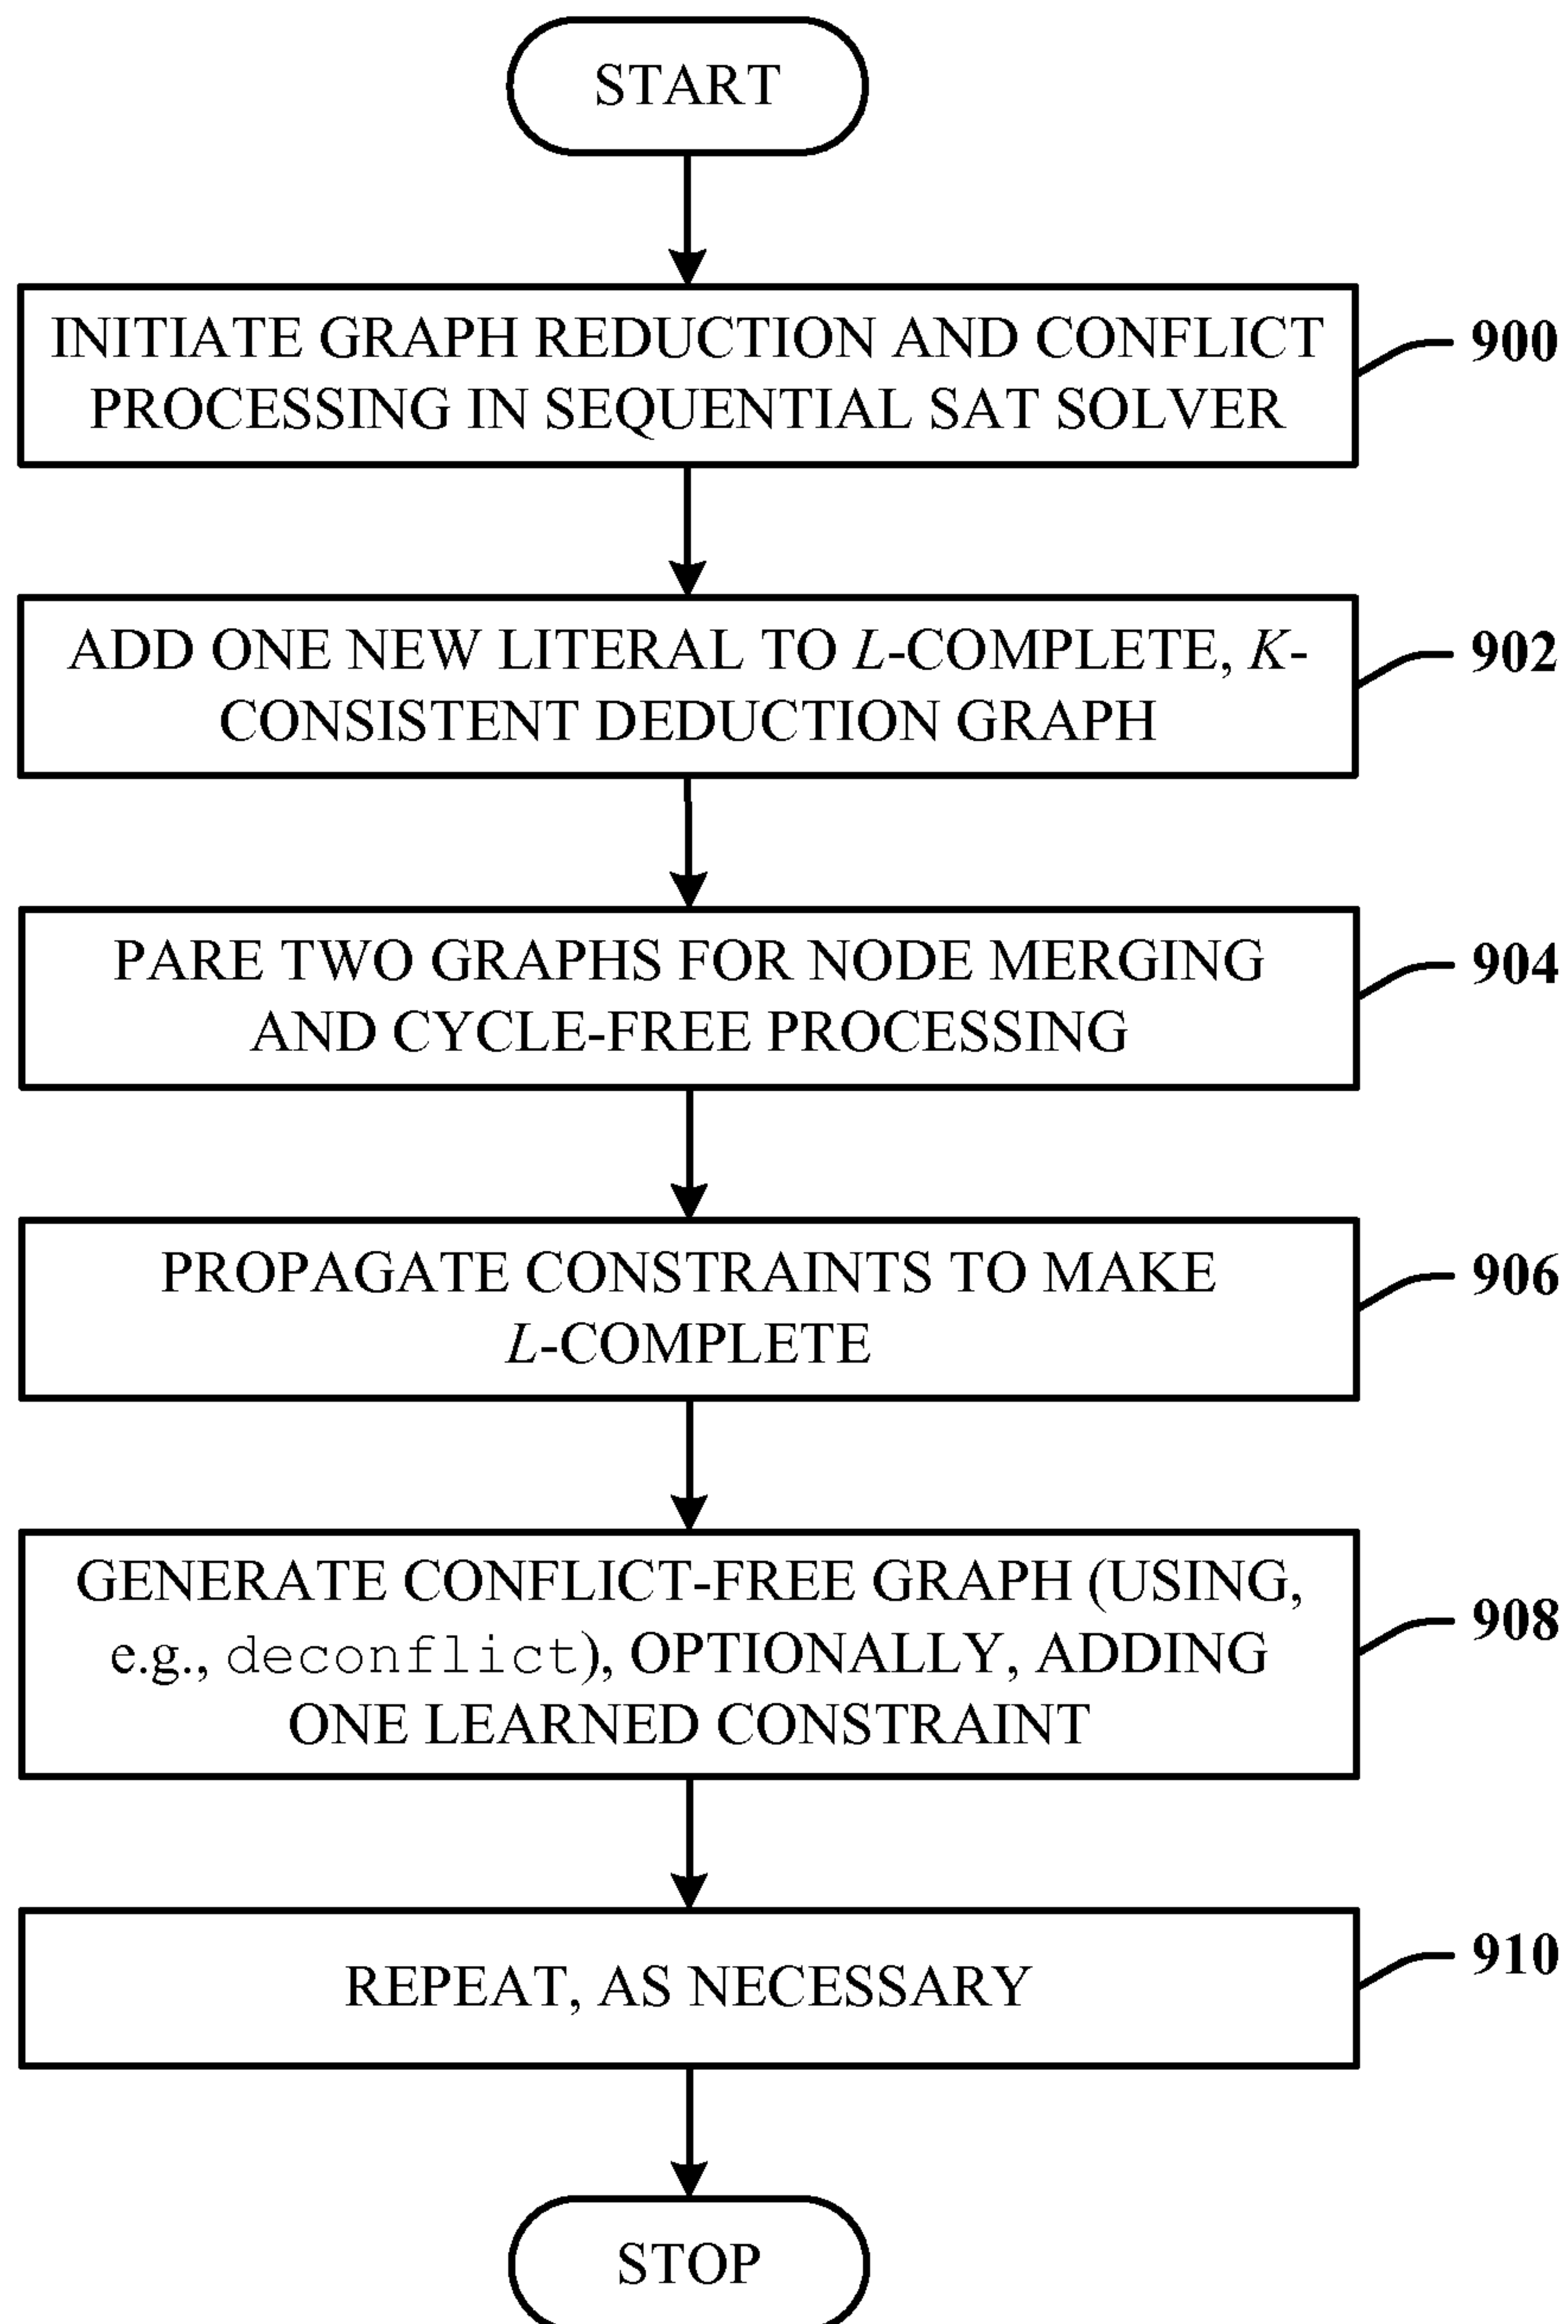 START
INITIATE GRAPH REDUCTION AND CONFLICT
PROCESSING IN SEQUENTIAL SAT SOLVER
900
ADD ONE NEW LITERAL TO L-COMPLETE, K-
CONSISTENT DEDUCTION GRAPH
902
PARE TWO GRAPHS FOR NODE MERGING
AND CYCLE-FREE PROCESSING
904
PROPAGATE CONSTRAINTS TO MAKE
L-COMPLETE
906
GENERATE CONFLICT-FREE GRAPH (USING,
e.g., deconflict), OPTIONALLY, ADDING
ONE LEARNED CONSTRAINT
908
REPEAT, AS NECESSARY
910
STOP